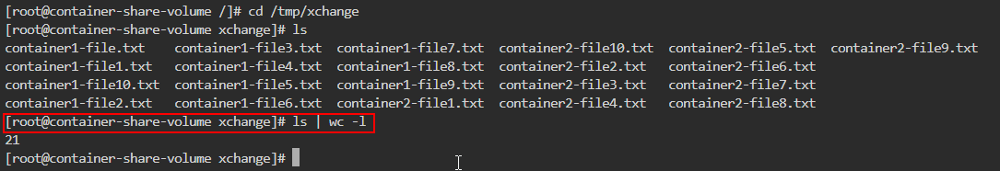 [root@container-share-volume /]# cd /tmp/xchange
[root@container-share-volume xchange]# ls
container1-file.txt    container1-file3.txt  container1-file7.txt  container2-file10.txt  container2-file5.txt  container2-file9.txt
container1-file1.txt   container1-file4.txt  container1-file8.txt  container2-file2.txt   container2-file6.txt
container1-file10.txt  container1-file5.txt  container1-file9.txt  container2-file3.txt   container2-file7.txt
container1-file2.txt   container1-file6.txt  container2-file1.txt  container2-file4.txt   container2-file8.txt
[root@container-share-volume xchange]# ls | wc -l
21
[root@container-share-volume xchange]#